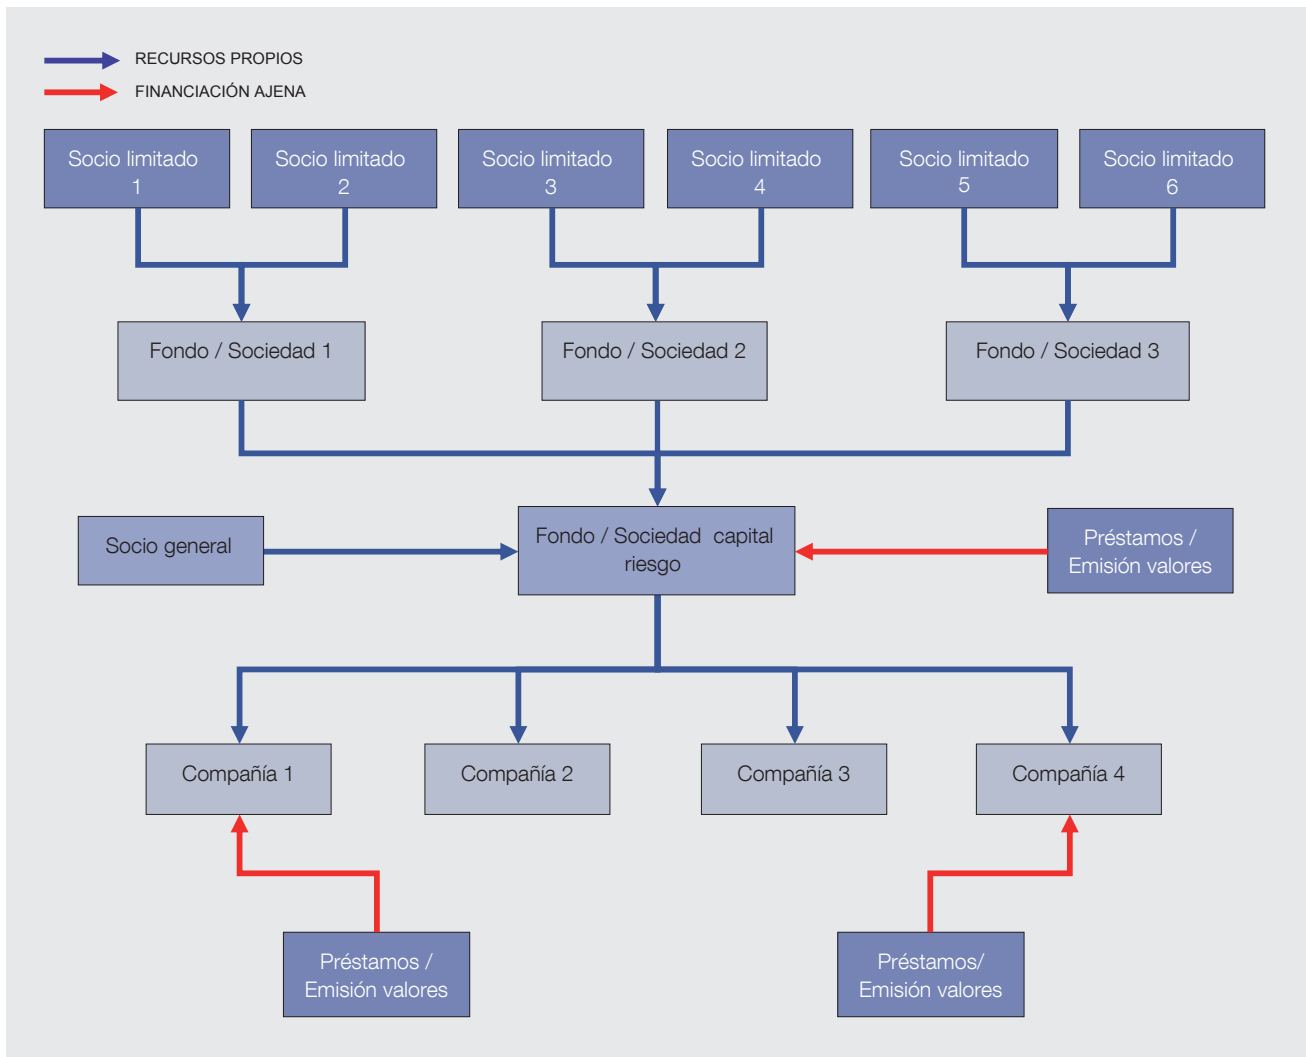 RECURSOS PROPIOS
FINANCIACIÓN AJENA
Socio limitado
1
Socio limitado
2
Socio limitado
3
Socio limitado
4
Socio limitado
5
Socio limitado
6
Fondo / Sociedad 1
Fondo / Sociedad 2
Fondo / Sociedad 3
Socio general
Fondo / Sociedad capital
riesgo
Préstamos /
Emisión valores
Compañía 1
Compañía 2
Compañía 3
Compañía 4
Préstamos /
Emisión valores
Préstamos/
Emisión valores